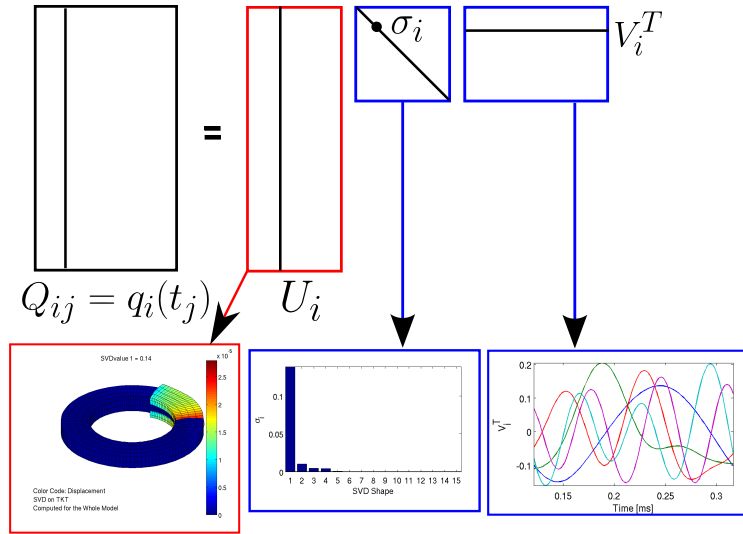 =
σ_i
V_i^T
Q_{ij} = q_i(t_j)
U_i
SVDvalue 1 = 0.14
x 10^5
2.5
2
1.5
1
0.5
0
Color Code: Displacement
SVD on TKT
Computed for the Whole Model
0.1
0.05
0
σ_i
1 2 3 4 5 6 7 8 9 10 11 12 13 14 15
SVD Shape
0.2
0.1
0
-0.1
V_i^T
0.15 0.2 0.25 0.3
Time [ms]